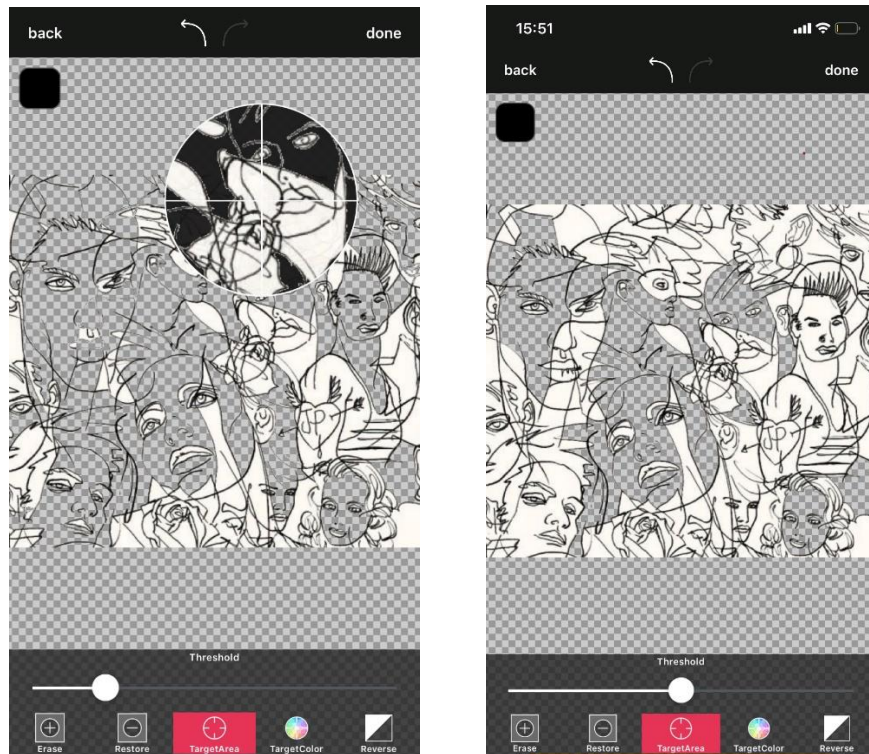 back
done
Threshold
Erase
Restore
TargetArea
TargetColor
Reverse
15:51
back
done
Threshold
Erase
Restore
TargetArea
TargetColor
Reverse